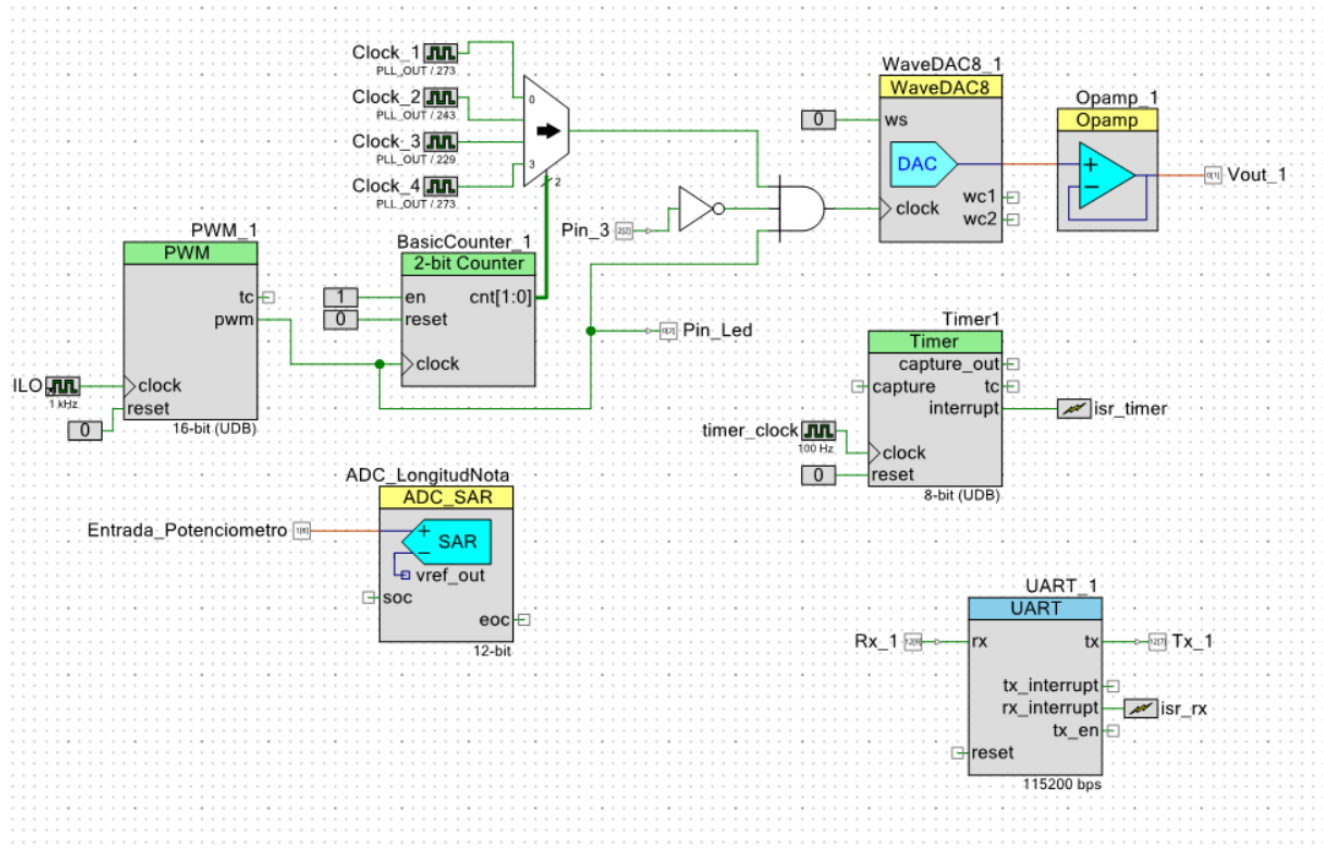 Clock_1
PLL_OUT / 273
Clock_2
PLL_OUT / 243
Clock_3
PLL_OUT / 229
Clock_4
PLL_OUT / 273
0
3
2
WaveDAC8_1
WaveDAC8
0
ws
DAC
wc1
wc2
clock
Opamp_1
Opamp
+
−
0[1]
Vout_1
Pin_3
2[2]
PWM_1
PWM
tc
pwm
ILO
1 kHz
clock
reset
0
16-bit (UDB)
BasicCounter_1
2-bit Counter
1
en
cnt[1:0]
0
reset
clock
Pin_Led
Timer1
Timer
capture_out
capture
tc
interrupt
isr_timer
timer_clock
100 Hz
clock
0
reset
8-bit (UDB)
ADC_LongitudNota
ADC_SAR
Entrada_Potenciometro
+
SAR
−
vref_out
soc
eoc
12-bit
UART_1
UART
Rx_1
rx
tx
Tx_1
tx_interrupt
rx_interrupt
isr_rx
tx_en
reset
115200 bps